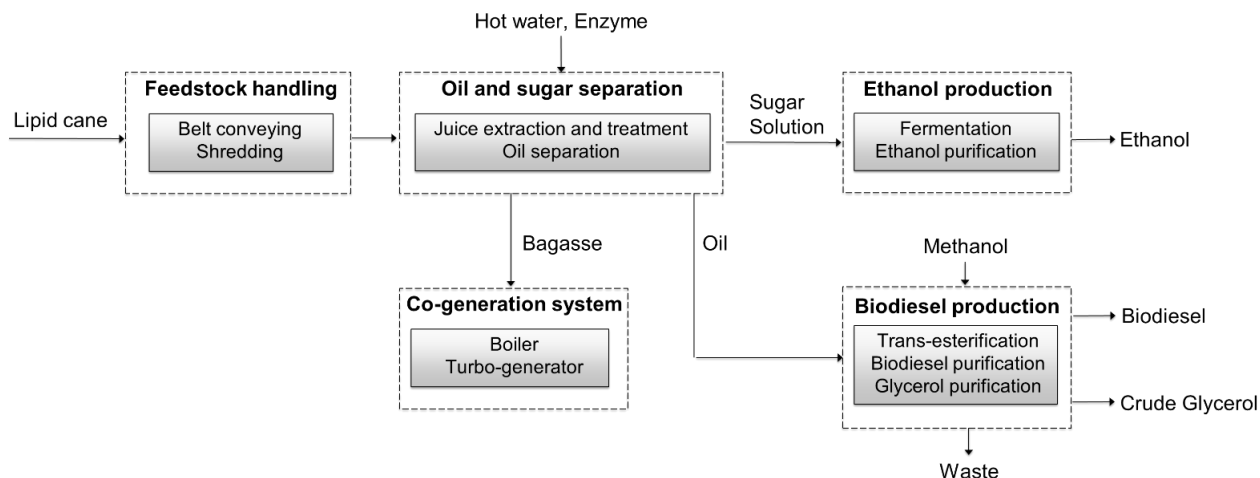 Hot water, Enzyme
Lipid cane
Feedstock handling
Belt conveying
Shredding
Oil and sugar separation
Juice extraction and treatment
Oil separation
Sugar
Solution
Ethanol production
Fermentation
Ethanol purification
Ethanol
Bagasse
Oil
Co-generation system
Boiler
Turbo-generator
Methanol
Biodiesel production
Trans-esterification
Biodiesel purification
Glycerol purification
Biodiesel
Crude Glycerol
Waste